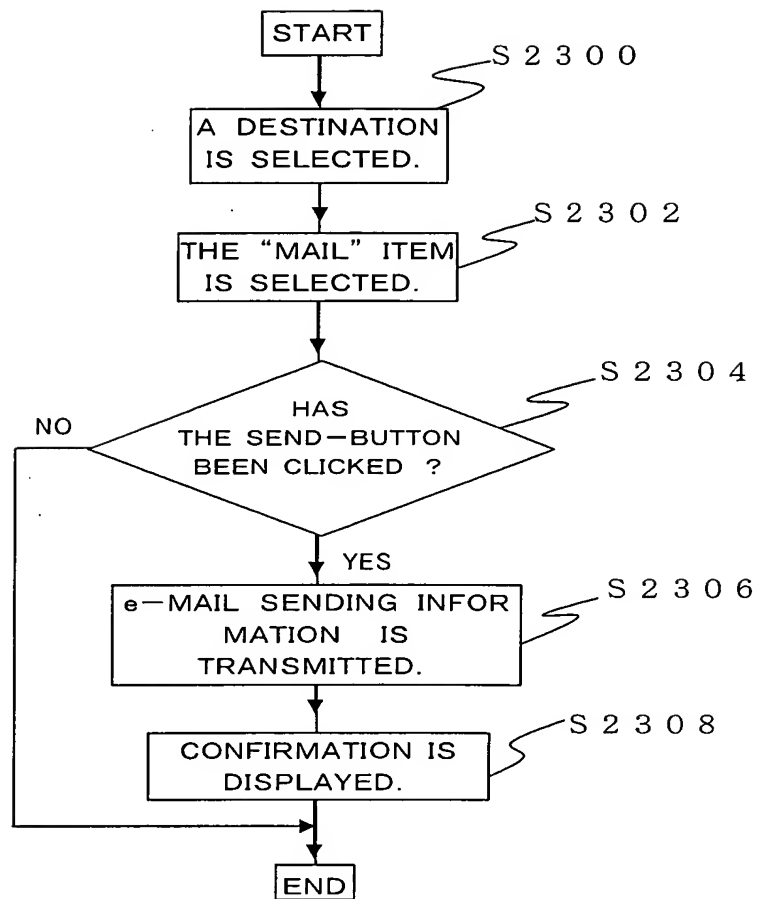 START
S2300
A DESTINATION
IS SELECTED.
S2302
THE “MAIL” ITEM
IS SELECTED.
S2304
HAS
THE SEND-BUTTON
BEEN CLICKED ?
NO
YES
S2306
e-MAIL SENDING INFOR
MATION IS
TRANSMITTED.
S2308
CONFIRMATION IS
DISPLAYED.
END